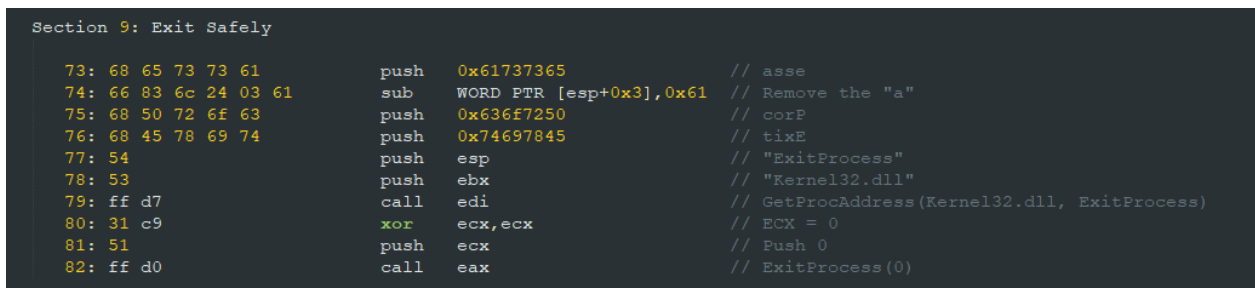 Section 9: Exit Safely
73: 68 65 73 73 61 push 0x61737365 // asse
74: 66 83 6c 24 03 61 sub WORD PTR [esp+0x3],0x61 // Remove the "a"
75: 68 50 72 6f 63 push 0x636f7250 // corP
76: 68 45 78 69 74 push 0x74697845 // tixE
77: 54 push esp // "ExitProcess"
78: 53 push ebx // "Kernel32.dll"
79: ff d7 call edi // GetProcAddress(Kernel32.dll, ExitProcess)
80: 31 c9 xor ecx,ecx // ECX = 0
81: 51 push ecx // Push 0
82: ff d0 call eax // ExitProcess(0)